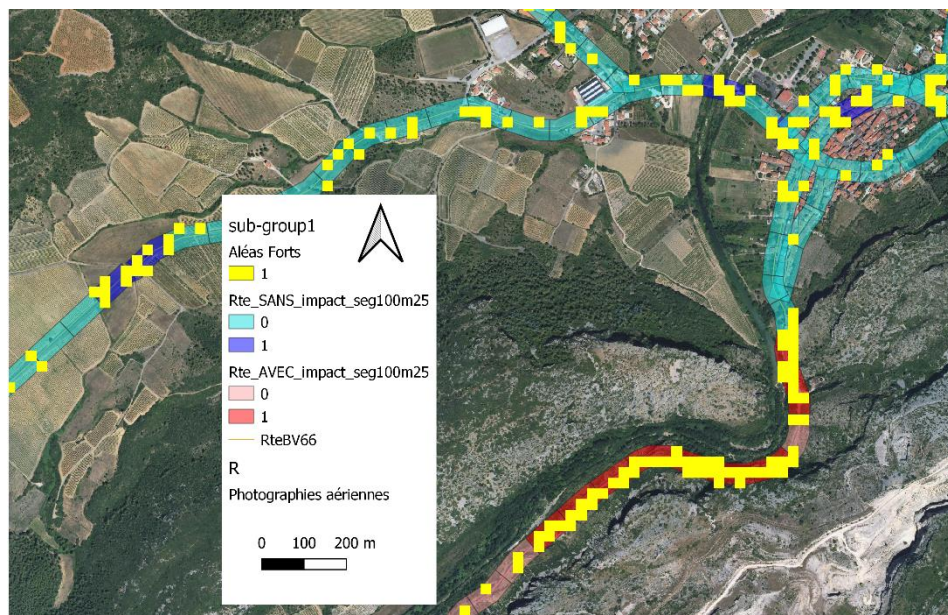 sub-group1
Aléas Forts
1
Rte_SANS_impact_seg100m25
0
1
Rte_AVEC_impact_seg100m25
0
1
RteBV66
R
Photographies aériennes
0 100 200 m